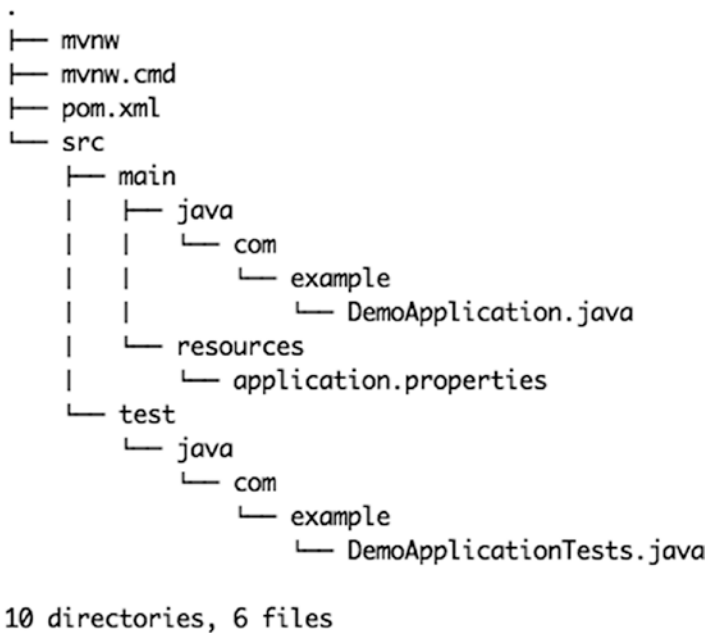 .
├── mvnw
├── mvnw.cmd
├── pom.xml
└── src
    ├── main
    │   ├── java
    │   │   └── com
    │   │       └── example
    │   │           └── DemoApplication.java
    │   └── resources
    │       └── application.properties
    └── test
        └── java
            └── com
                └── example
                    └── DemoApplicationTests.java

10 directories, 6 files